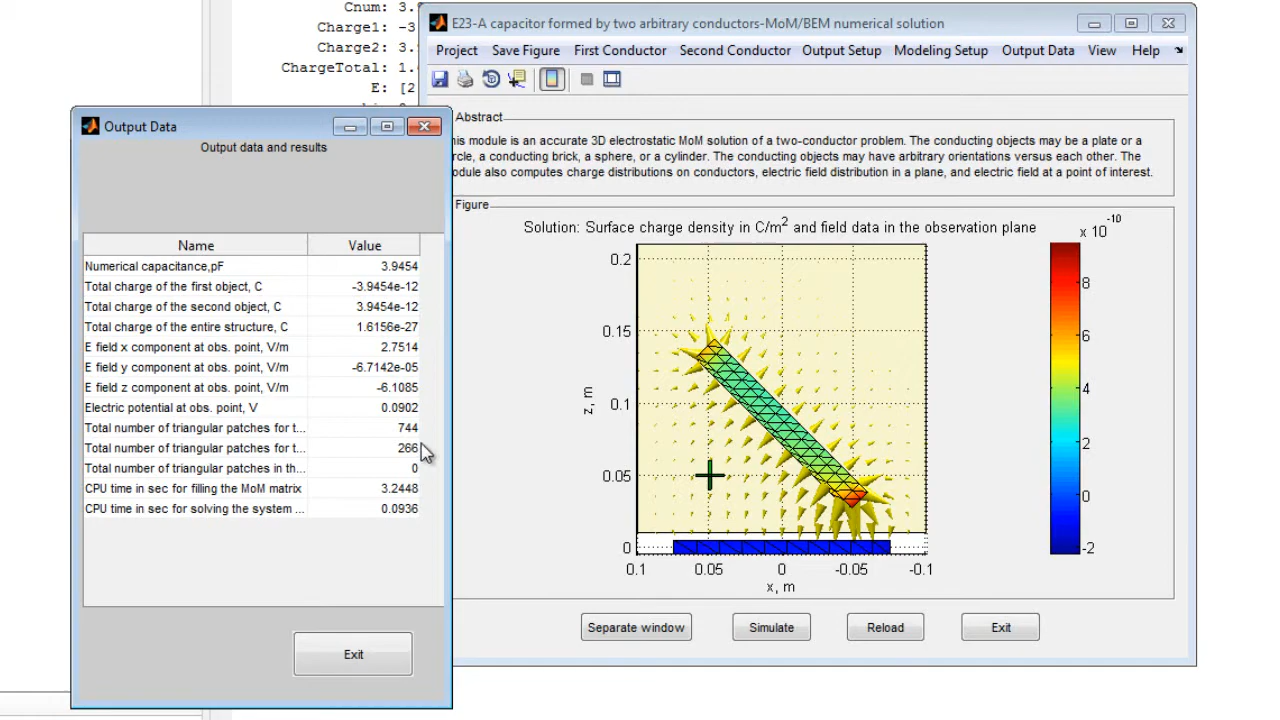 Cnum: 3.
Charge1: -3
Charge2: 3.
ChargeTotal: 1.
E: [2
E23-A capacitor formed by two arbitrary conductors-MoM/BEM numerical solution
Project Save Figure First Conductor Second Conductor Output Setup Modeling Setup Output Data View Help
Abstract
his module is an accurate 3D electrostatic MoM solution of a two-conductor problem. The conducting objects may be a plate or a
rcle, a conducting brick, a sphere, or a cylinder. The conducting objects may have arbitrary orientations versus each other. The
odule also computes charge distributions on conductors, electric field distribution in a plane, and electric field at a point of interest.
Figure
Solution: Surface charge density in C/m2 and field data in the observation plane
x 10-10
0.2
0.15
0.1
0.05
0
z, m
0.1 0.05 0 -0.05 -0.1
x, m
8
6
4
2
0
-2
Separate window Simulate Reload Exit
Output Data
Output data and results
Name Value
Numerical capacitance,pF 3.9454
Total charge of the first object, C -3.9454e-12
Total charge of the second object, C 3.9454e-12
Total charge of the entire structure, C 1.6156e-27
E field x component at obs. point, V/m 2.7514
E field y component at obs. point, V/m -6.7142e-05
E field z component at obs. point, V/m -6.1085
Electric potential at obs. point, V 0.0902
Total number of triangular patches for t... 744
Total number of triangular patches for t... 266
Total number of triangular patches in th... 0
CPU time in sec for filling the MoM matrix 3.2448
CPU time in sec for solving the system ... 0.0936
Exit